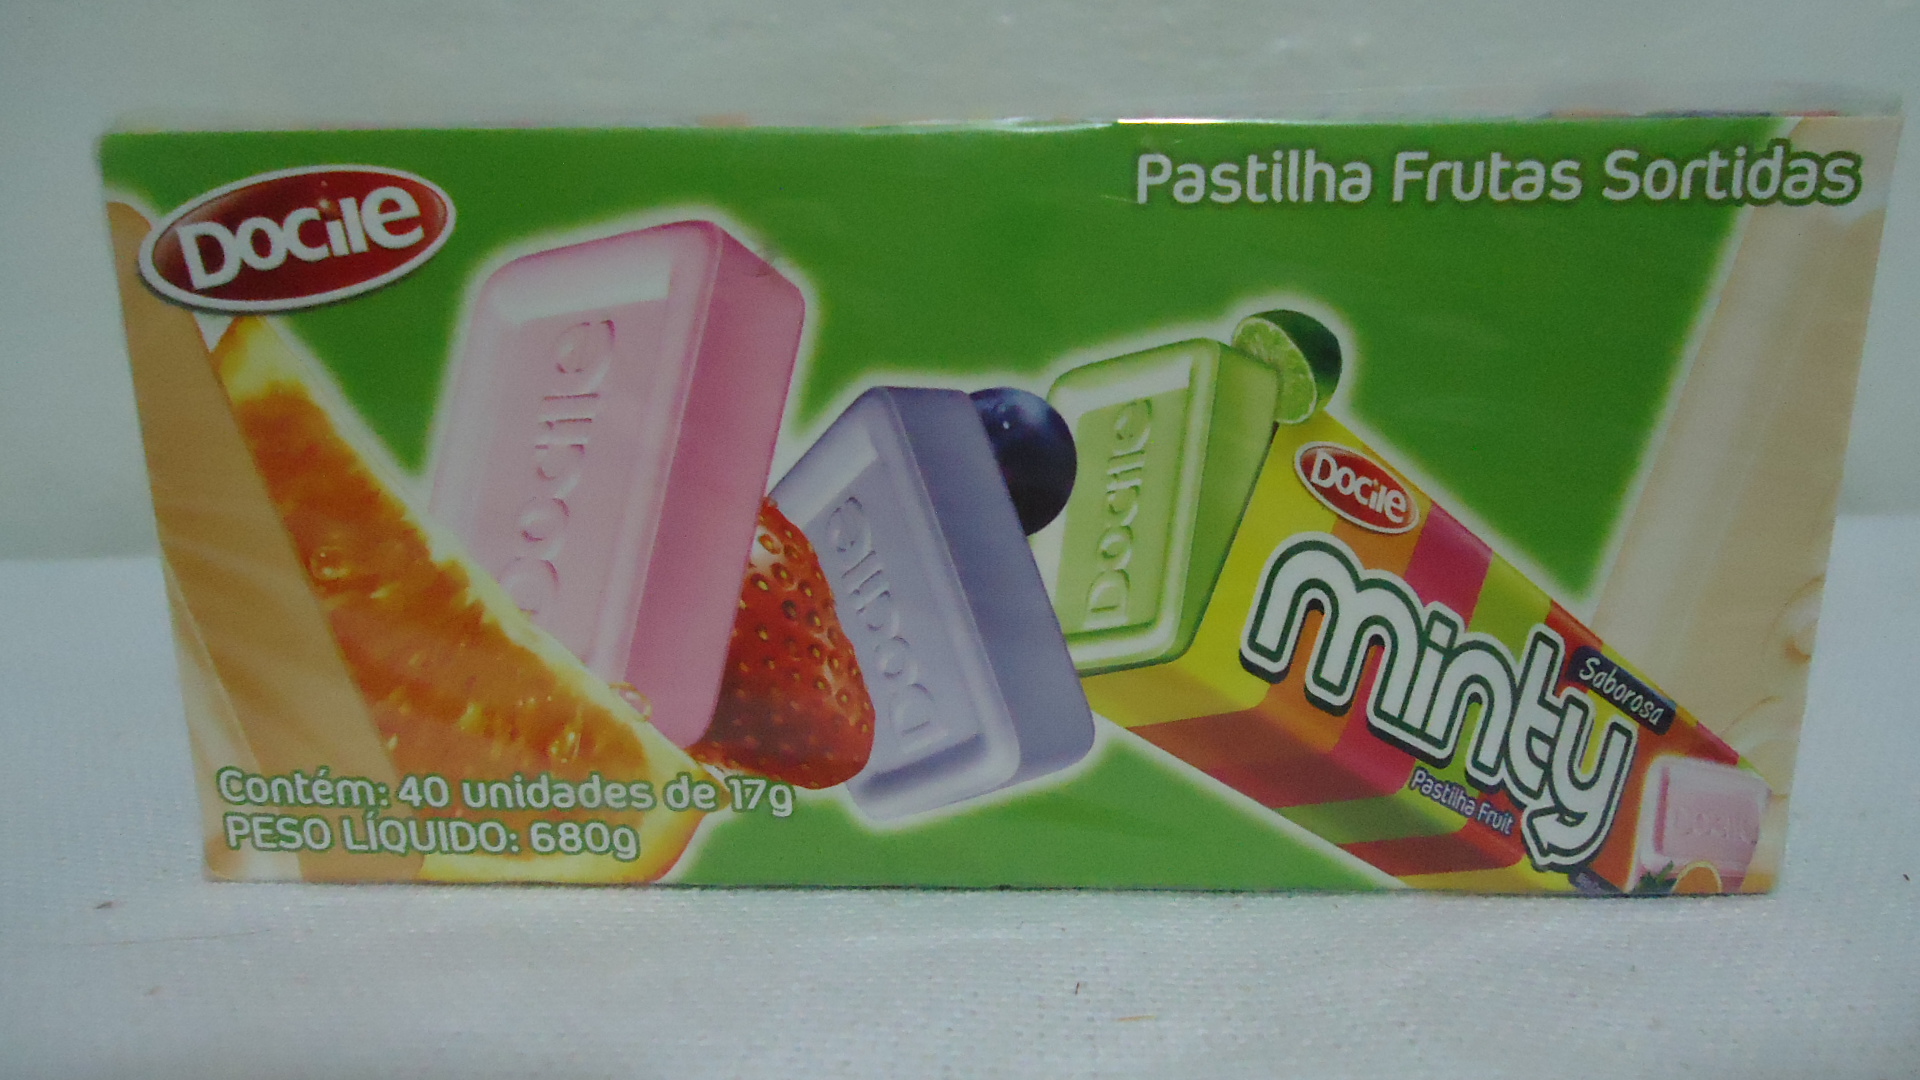 Docile
Pastilha Frutas Sortidas
Docile
Docile
Docile
Docile
minty
Saborosa
Pastilha Fruit
Docile
Contém: 40 unidades de 17g
PESO LÍQUIDO: 680g